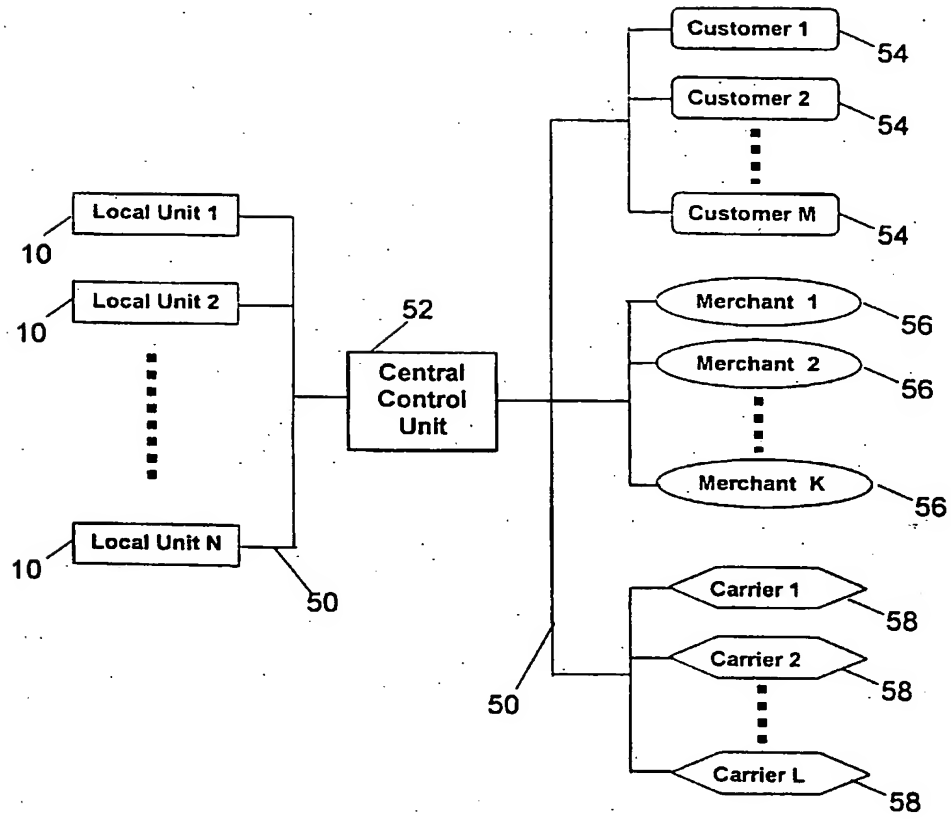 Local Unit 1
10
Local Unit 2
10
Local Unit N
10
50
52
Central
Control
Unit
Customer 1
54
Customer 2
54
Customer M
54
Merchant 1
56
Merchant 2
56
Merchant K
56
Carrier 1
58
Carrier 2
58
Carrier L
58
50